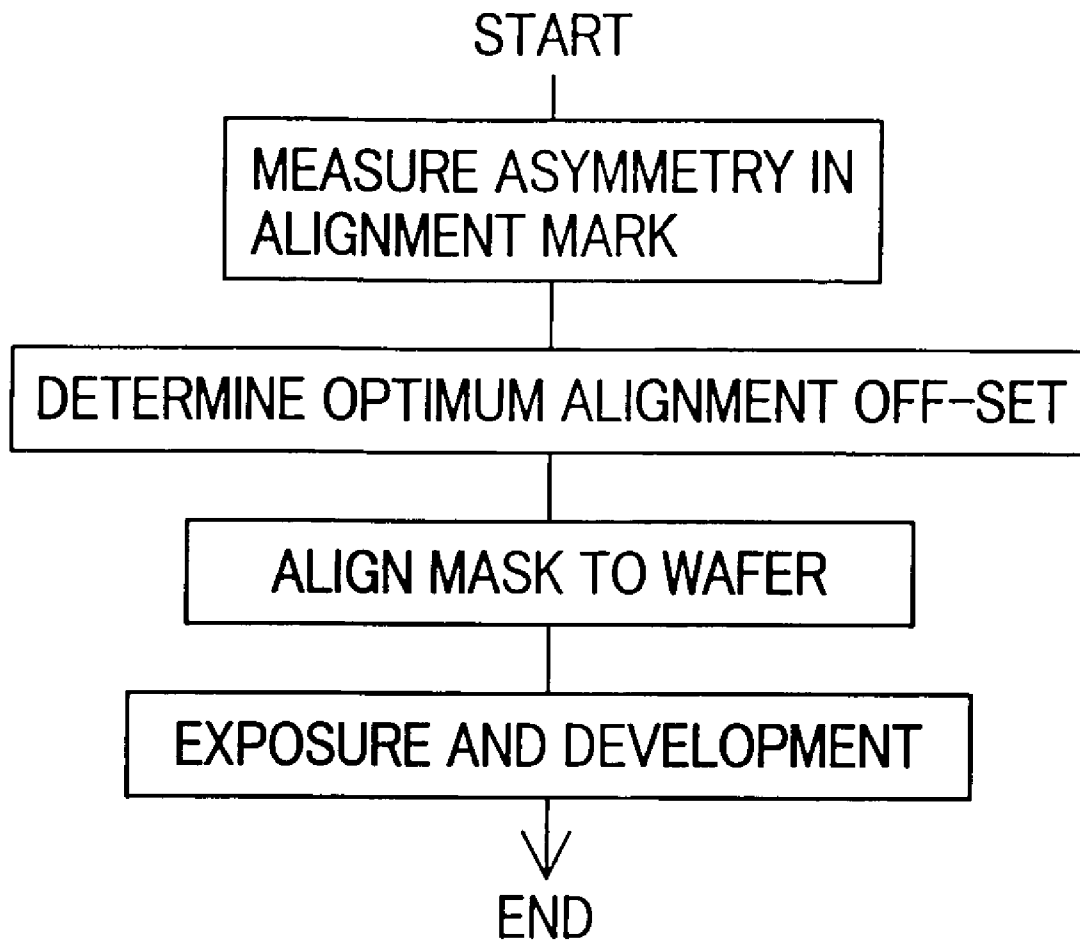 START
MEASURE ASYMMETRY IN
ALIGNMENT MARK
DETERMINE OPTIMUM ALIGNMENT OFF-SET
ALIGN MASK TO WAFER
EXPOSURE AND DEVELOPMENT
END